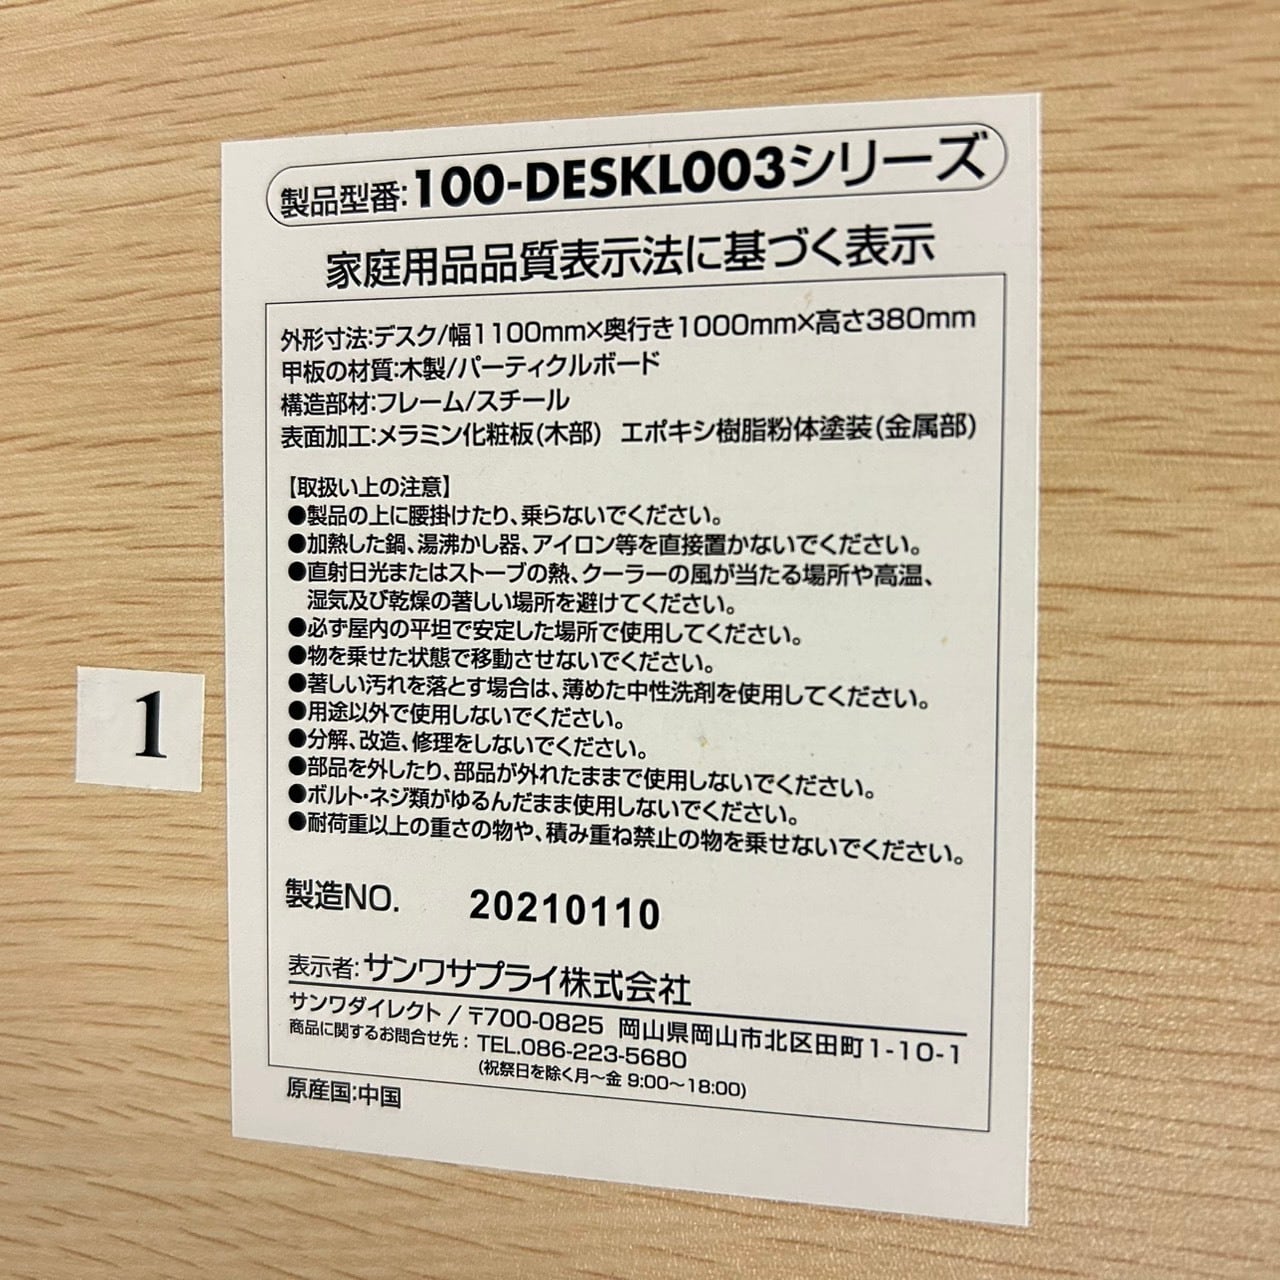 製品型番:100-DESKL003シリーズ
家庭用品品質表示法に基づく表示
外形寸法:デスク/幅1100mm×奥行き1000mm×高さ380mm
甲板の材質:木製/パーティクルボード
構造部材:フレーム/スチール
表面加工:メラミン化粧板(木部) エポキシ樹脂粉体塗装(金属部)
【取扱い上の注意】
●製品の上に腰掛けたり、乗らないでください。
●加熱した鍋、湯沸かし器、アイロン等を直接置かないでください。
●直射日光またはストーブの熱、クーラーの風が当たる場所や高温、
湿気及び乾燥の著しい場所を避けてください。
●必ず屋内の平坦で安定した場所で使用してください。
●物を乗せた状態で移動させないでください。
●著しい汚れを落とす場合は、薄めた中性洗剤を使用してください。
●用途以外で使用しないでください。
●分解、改造、修理をしないでください。
●部品を外したり、部品が外れたままで使用しないでください。
●ボルト・ネジ類がゆるんだまま使用しないでください。
●耐荷重以上の重さの物や、積み重ね禁止の物を乗せないでください。
1
製造NO. 20210110
表示者:サンワサプライ株式会社
サンワダイレクト / 〒700-0825 岡山県岡山市北区田町1-10-1
商品に関するお問合せ先: TEL.086-223-5680
(祝祭日を除く月〜金 9:00〜18:00)
原産国:中国